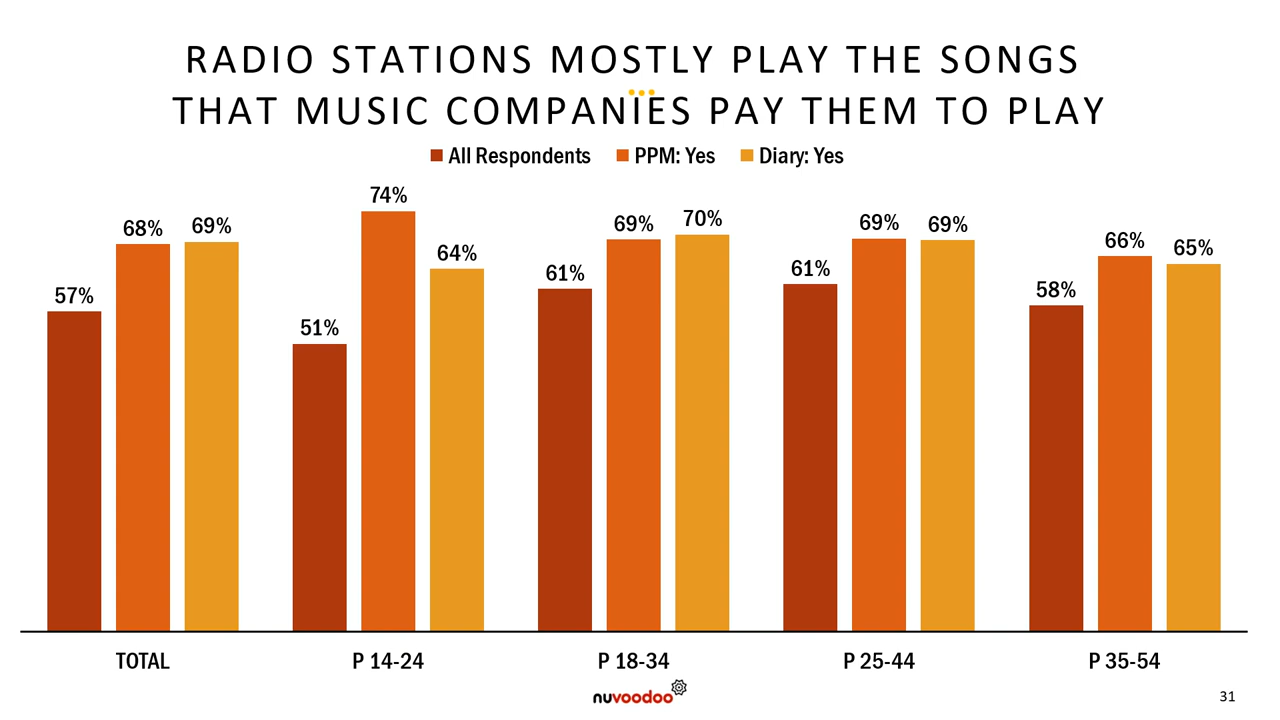 RADIO STATIONS MOSTLY PLAY THE SONGS
THAT MUSIC COMPANIES PAY THEM TO PLAY
All Respondents PPM: Yes Diary: Yes
57% 68% 69%
51% 74% 64%
61% 69% 70%
61% 69% 69%
58% 66% 65%
TOTAL P 14-24 P 18-34 P 25-44 P 35-54
nuvoodoo
31